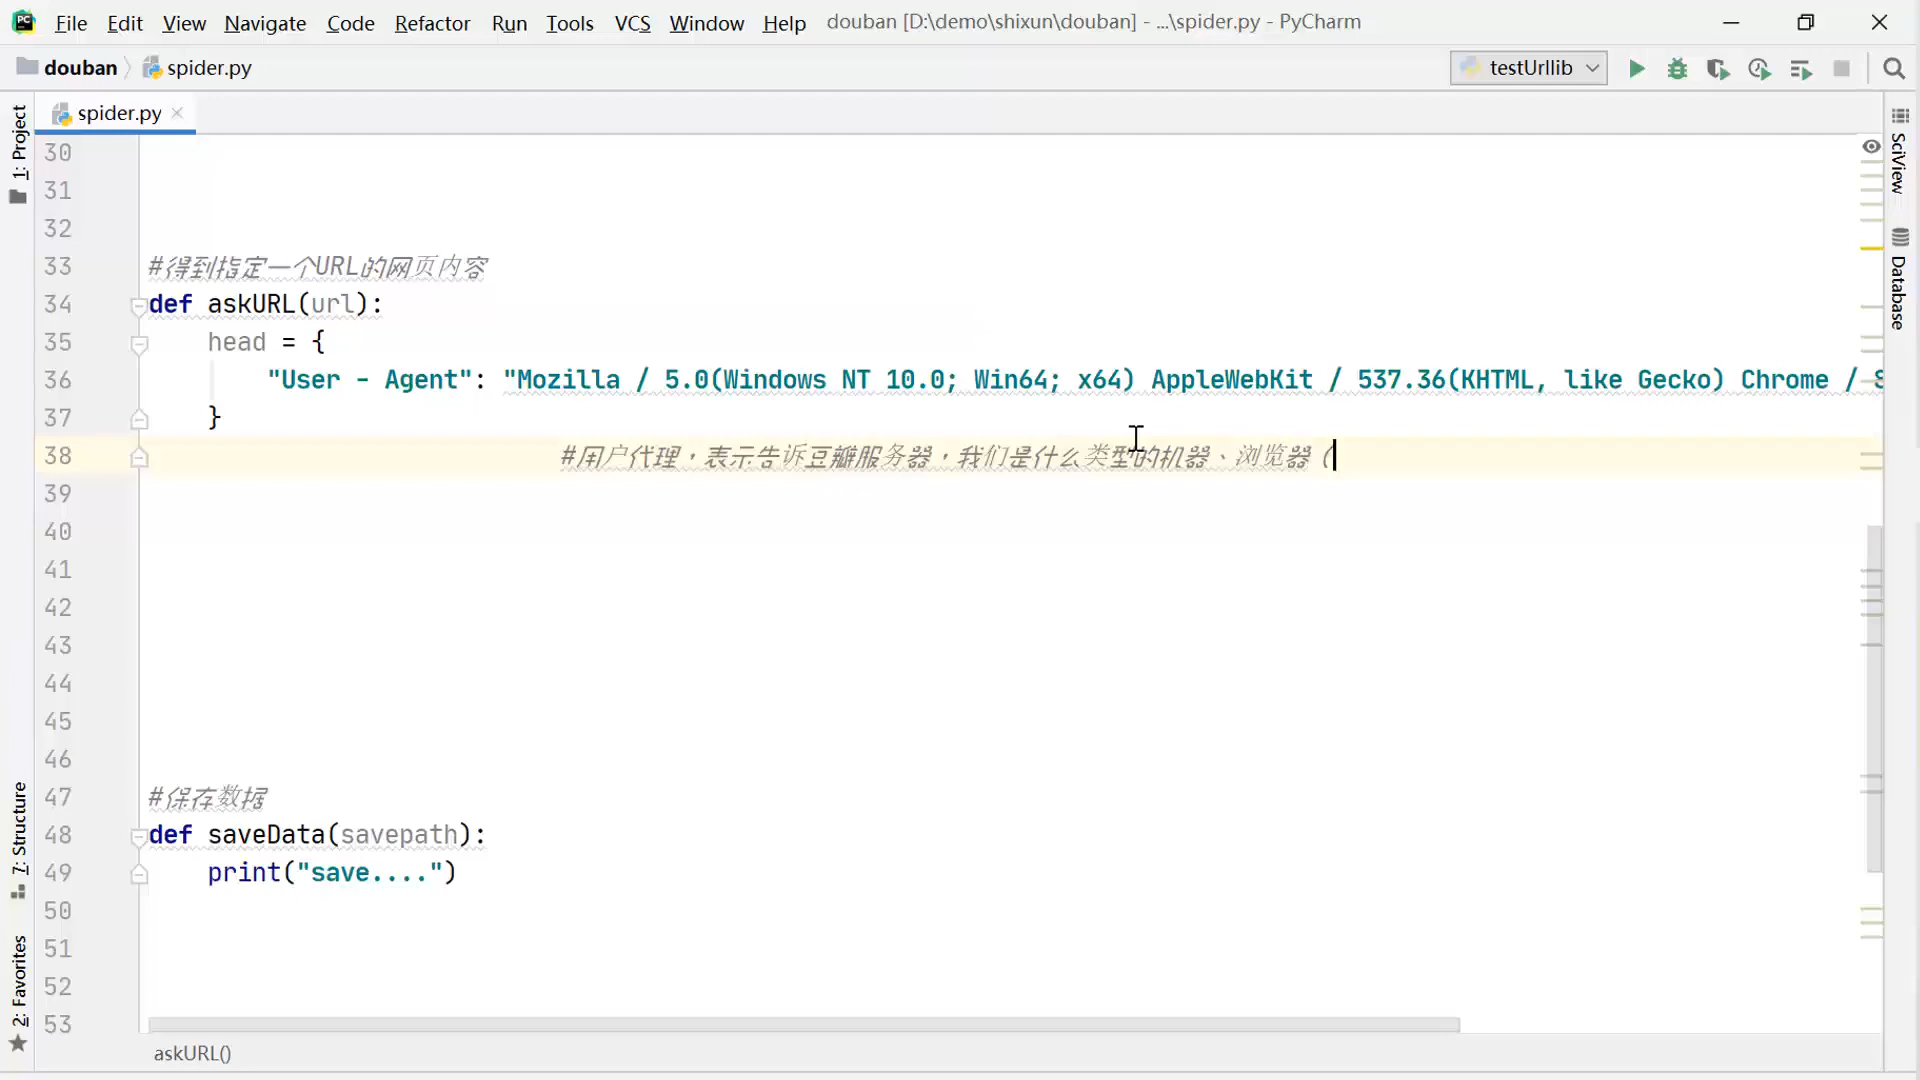 File Edit View Navigate Code Refactor Run Tools VCS Window Help douban [D:\demo\shixun\douban] - ...\spider.py - PyCharm
douban spider.py testUrllib
spider.py
1: Project
7: Structure
2: Favorites
SciView
Database
30
31
32
33 #得到指定一个URL的网页内容
34 def askURL(url):
35 head = {
36 "User - Agent": "Mozilla / 5.0(Windows NT 10.0; Win64; x64) AppleWebKit / 537.36(KHTML, like Gecko) Chrome /
37 }
38 #用户代理，表示告诉豆瓣服务器，我们是什么类型的机器、浏览器（
39
40
41
42
43
44
45
46
47 #保存数据
48 def saveData(savepath):
49 print("save....")
50
51
52
53
askURL()